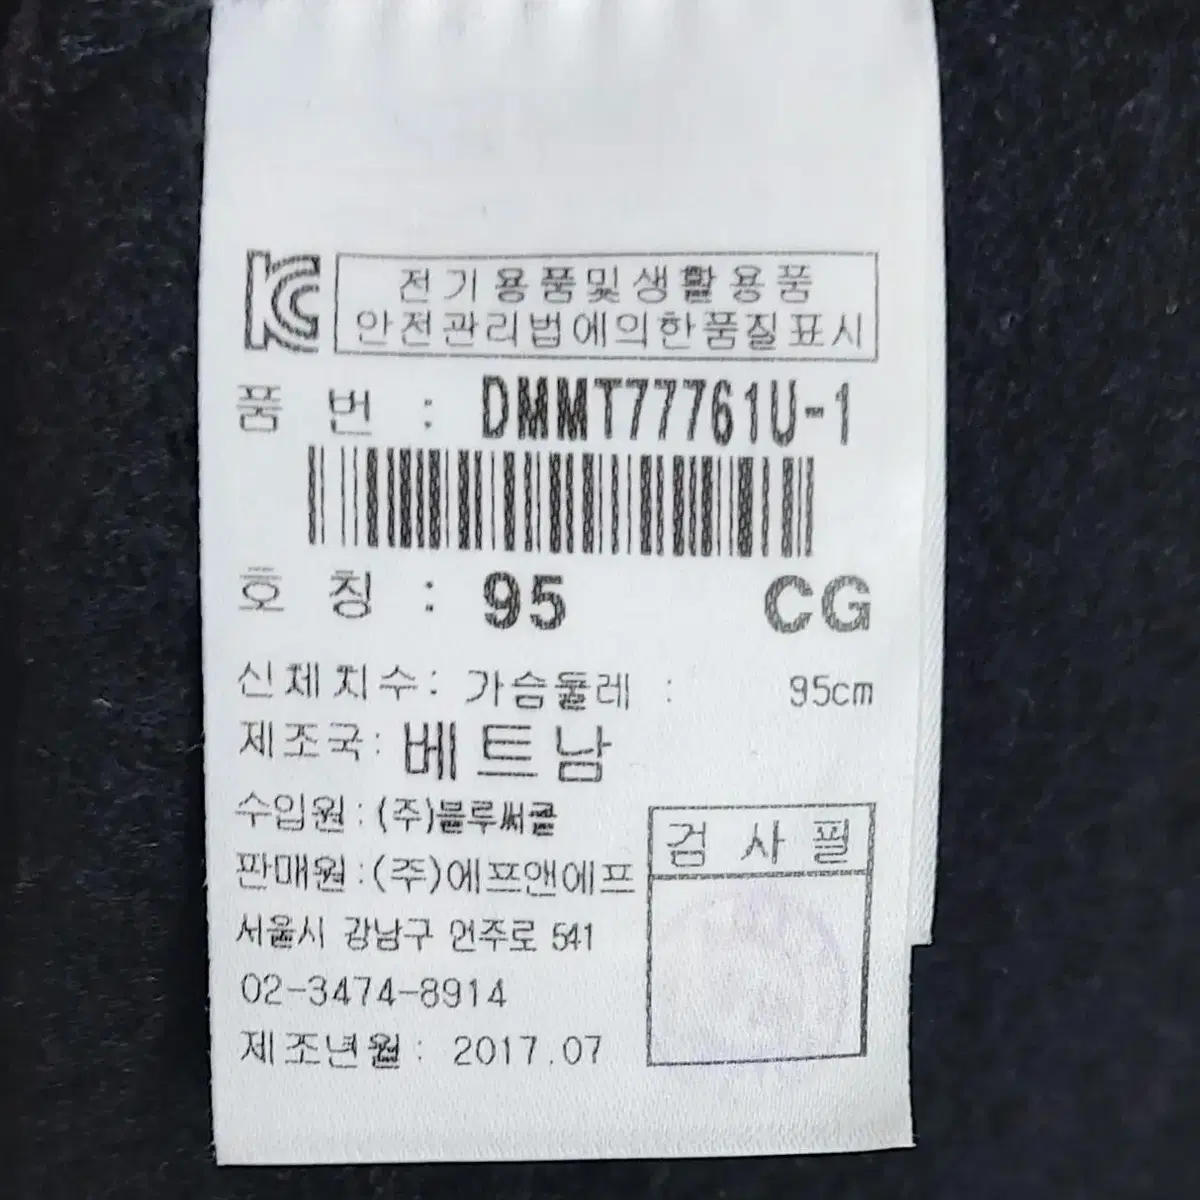 KC
전기용품및생활용품
안전관리법에의한품질표시
품 번 : DMMT77761U-1
호 칭 : 95 CG
신체치수: 가슴둘레 : 95cm
제조국: 베트남
수입원 : (주)블루써클
판매원 : (주)에프앤에프
서울시 강남구 언주로 541
02-3474-8914
제조년월 : 2017.07
검 사 필